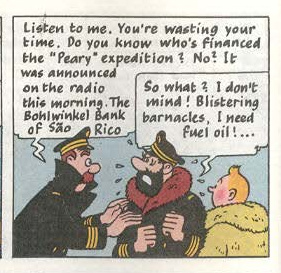 Listen to me. You're wasting your
time. Do you know who's financed
the "Peary" expedition? No? It
was announced
on the radio
this morning. The
Bohlwinkel Bank
of São Rico
So what? I don't
mind! Blistering
barnacles, I need
fuel oil!...